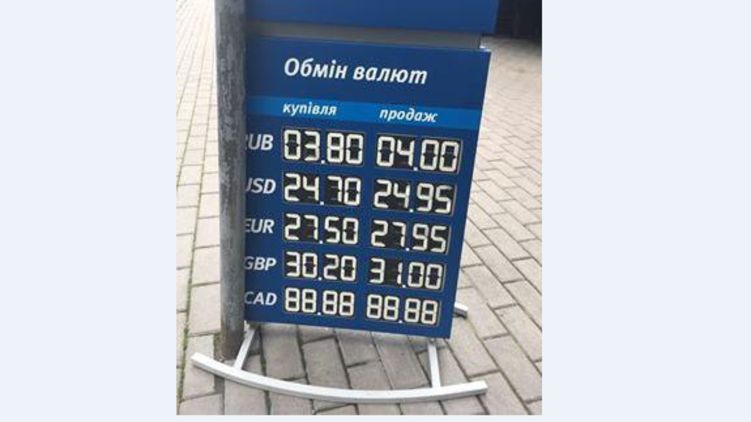 Обмін валют
купівля продаж
RUB 03.80 04.00
USD 24.70 24.95
EUR 27.50 27.95
GBP 30.20 31.00
CAD 88.88 88.88